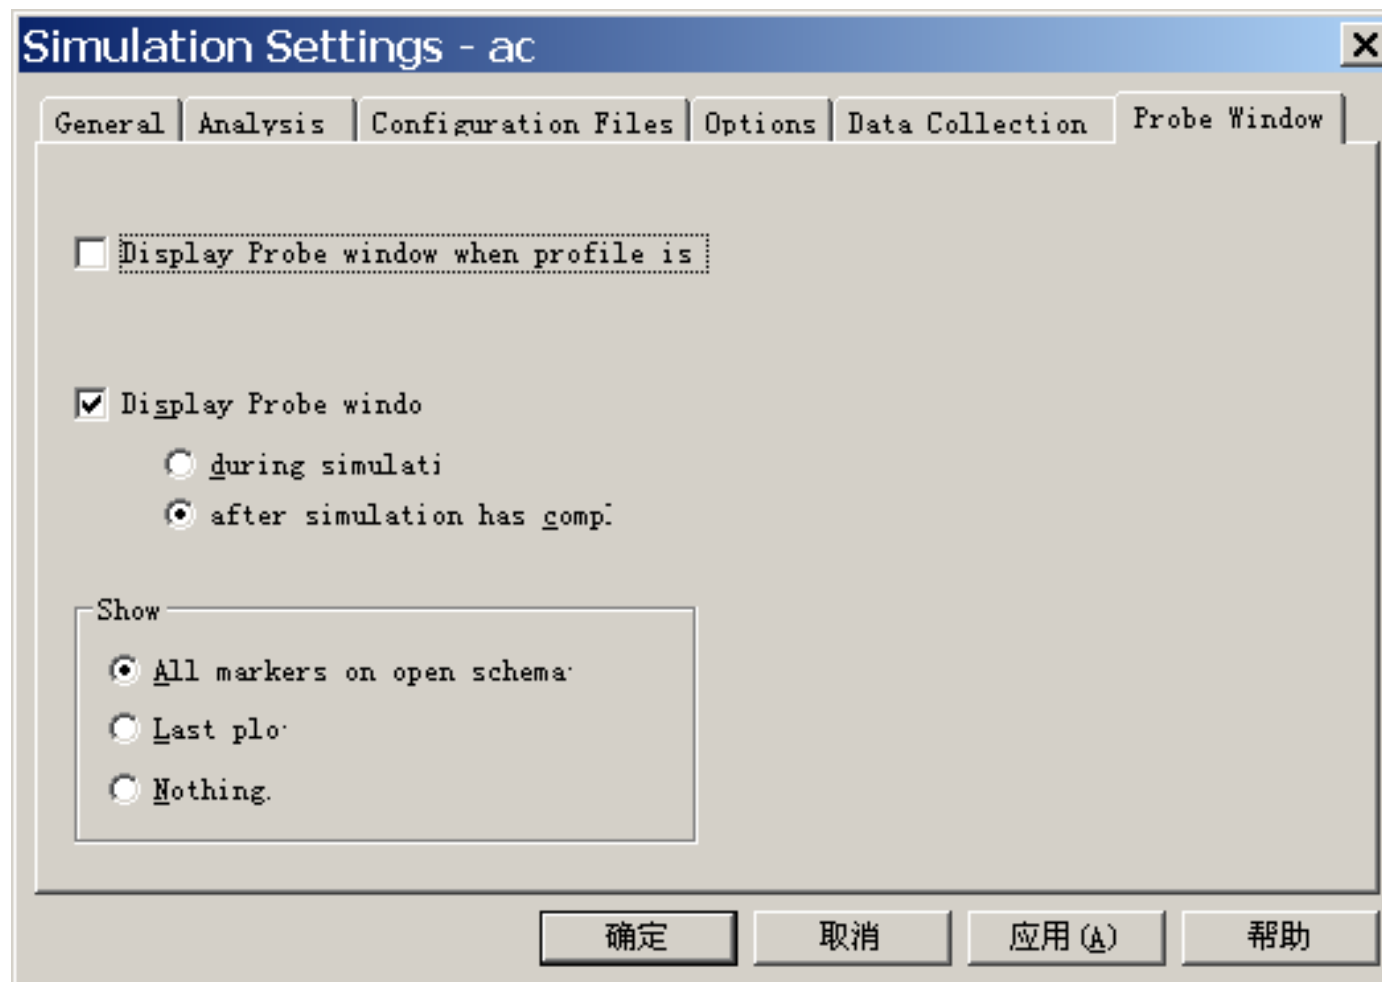 Simulation Settings - ac
General Analysis Configuration Files Options Data Collection Probe Window
Display Probe window when profile is
Display Probe windo
during simulati
after simulation has comp
Show
All markers on open schema
Last plo
Nothing.
确定 取消 应用(A) 帮助